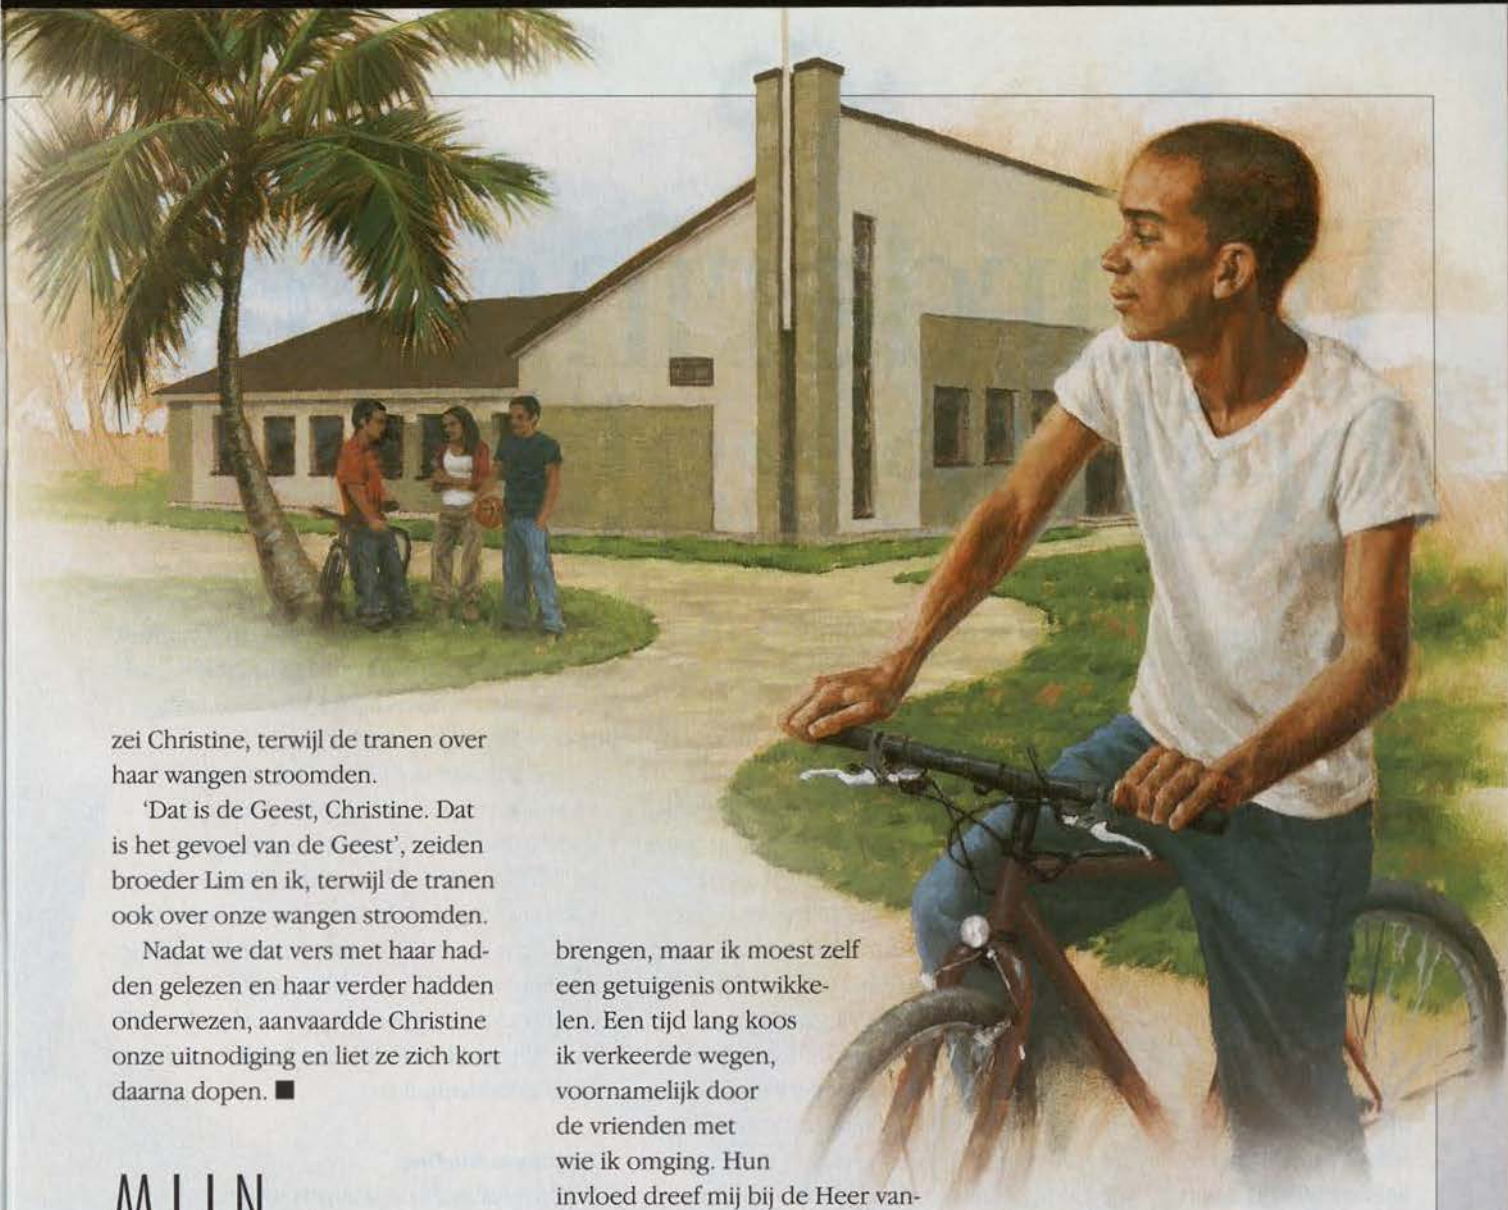 zei Christine, terwijl de tranen over
haar wangen stroomden.
‘Dat is de Geest, Christine. Dat
is het gevoel van de Geest’, zeiden
broeder Lim en ik, terwijl de tranen
ook over onze wangen stroomden.
Nadat we dat vers met haar had-
den gelezen en haar verder hadden
onderwezen, aanvaardde Christine
onze uitnodiging en liet ze zich kort
daarna dopen. ■
MIJN
brengen, maar ik moest zelf
een getuigenis ontwikke-
len. Een tijd lang koos
ik verkeerde wegen,
voornamelijk door
de vrienden met
wie ik omging. Hun
invloed dreef mij bij de Heer van-